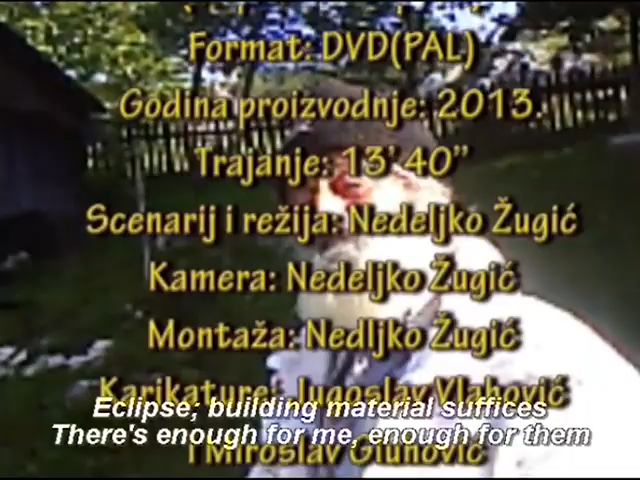 Format: DVD(PAL)
Godina proizvodnje: 2013.
Trajanje: 13'40"
Scenarij i režija: Nedeljko Žugić
Kamera: Nedeljko Žugić
Montaža: Nedljko Žugić
Karikature: Jugoslav Vlahović
Eclipse; building material suffices
There's enough for me, enough for them
i Miroslav